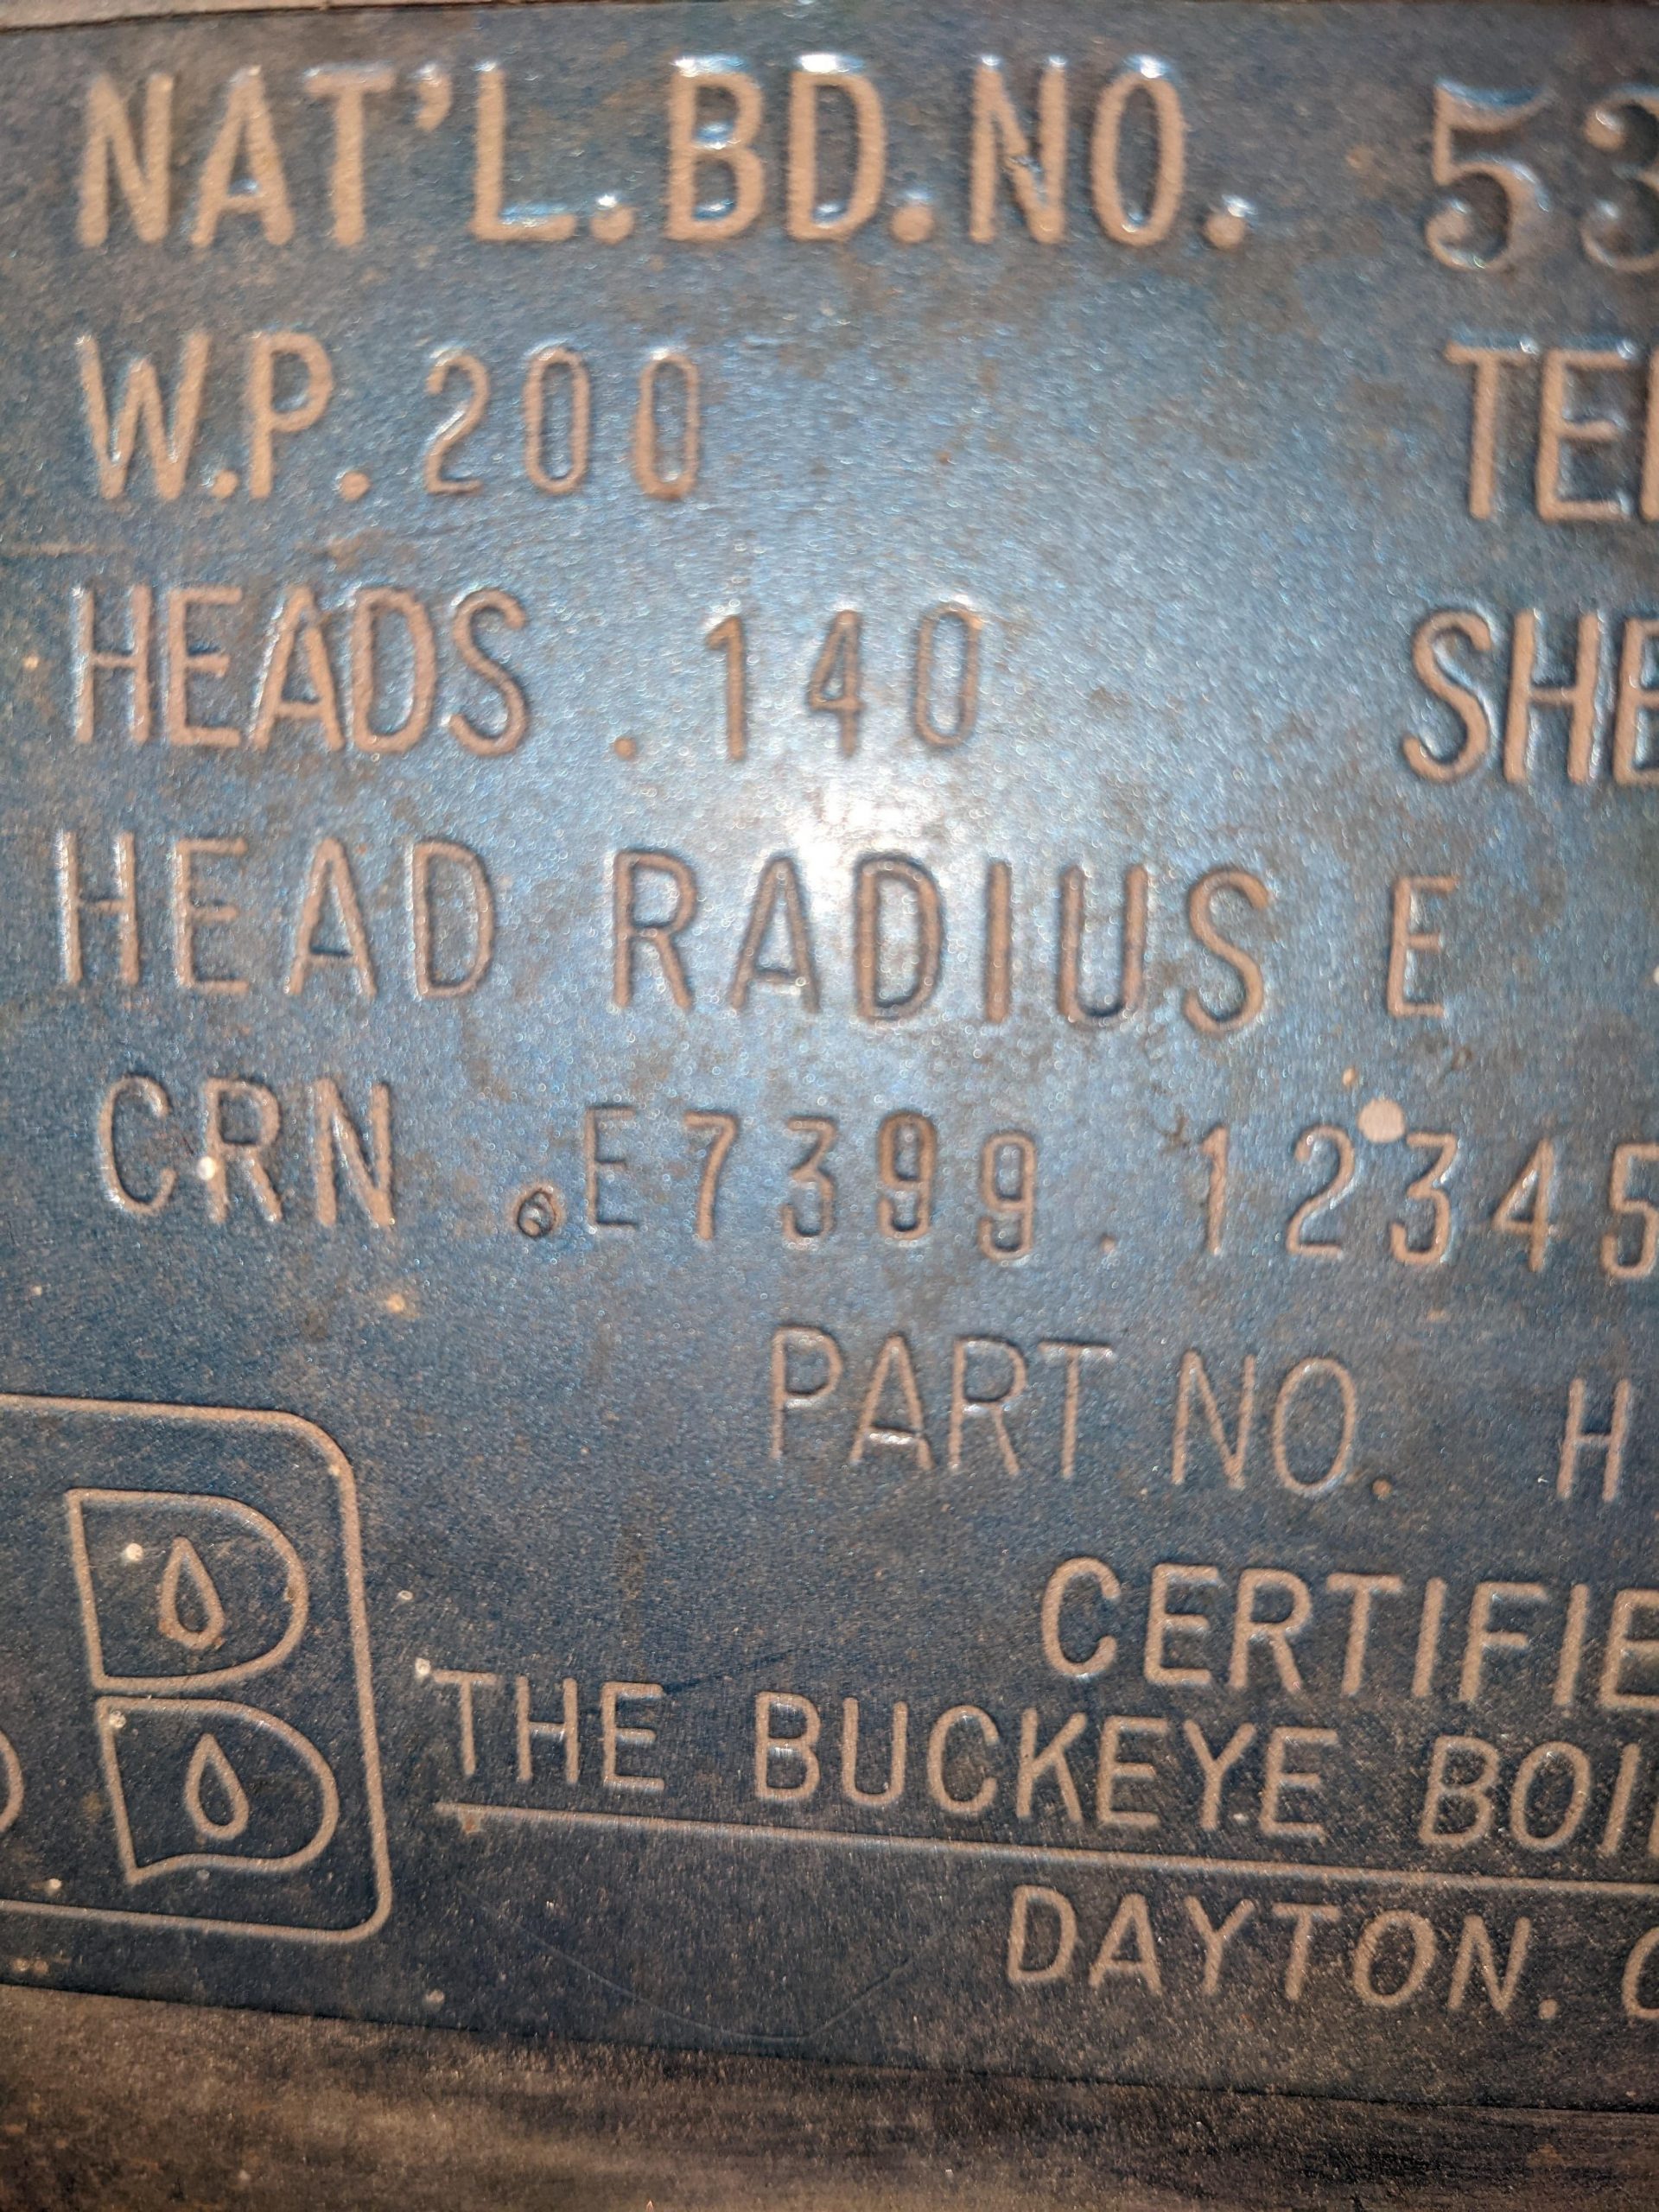 NAT'L.BD.NO. 53
W.P. 200 TE
HEADS .140 SHE
HEAD RADIUS E
CRN .E7399.12345
PART NO. H
CERTIFIE
THE BUCKEYE BOI
DAYTON. O